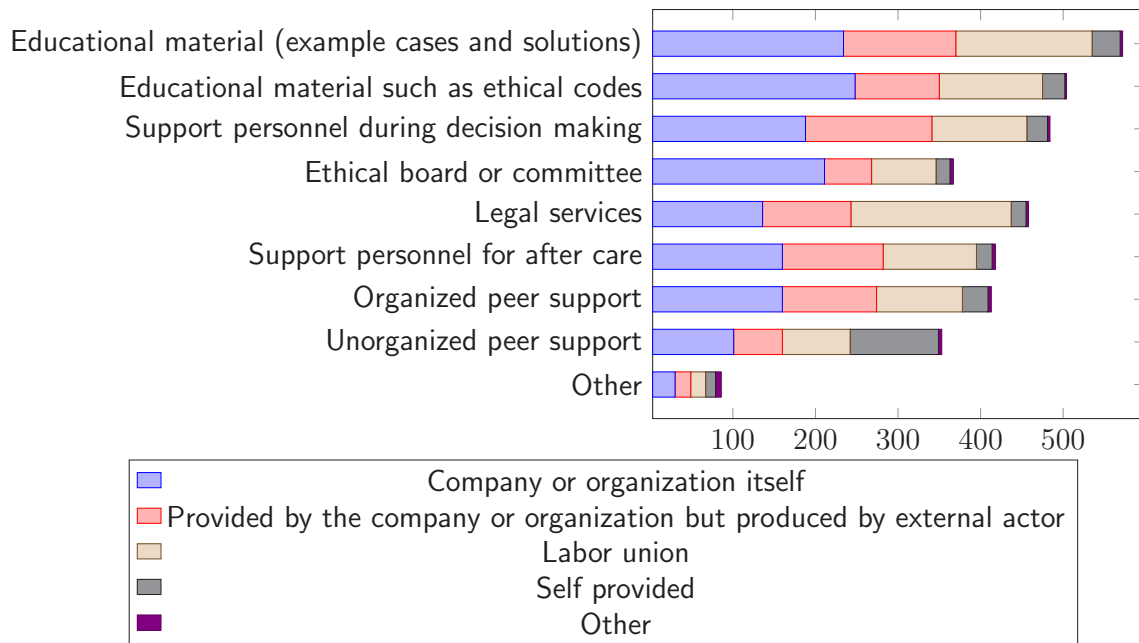 Educational material (example cases and solutions)
Educational material such as ethical codes
Support personnel during decision making
Ethical board or committee
Legal services
Support personnel for after care
Organized peer support
Unorganized peer support
Other
100 200 300 400 500
Company or organization itself
Provided by the company or organization but produced by external actor
Labor union
Self provided
Other